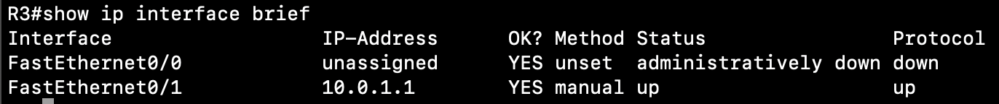 R3#show ip interface brief
Interface                  IP-Address      OK? Method Status                Protocol
FastEthernet0/0            unassigned      YES unset  administratively down down
FastEthernet0/1            10.0.1.1        YES manual up                    up